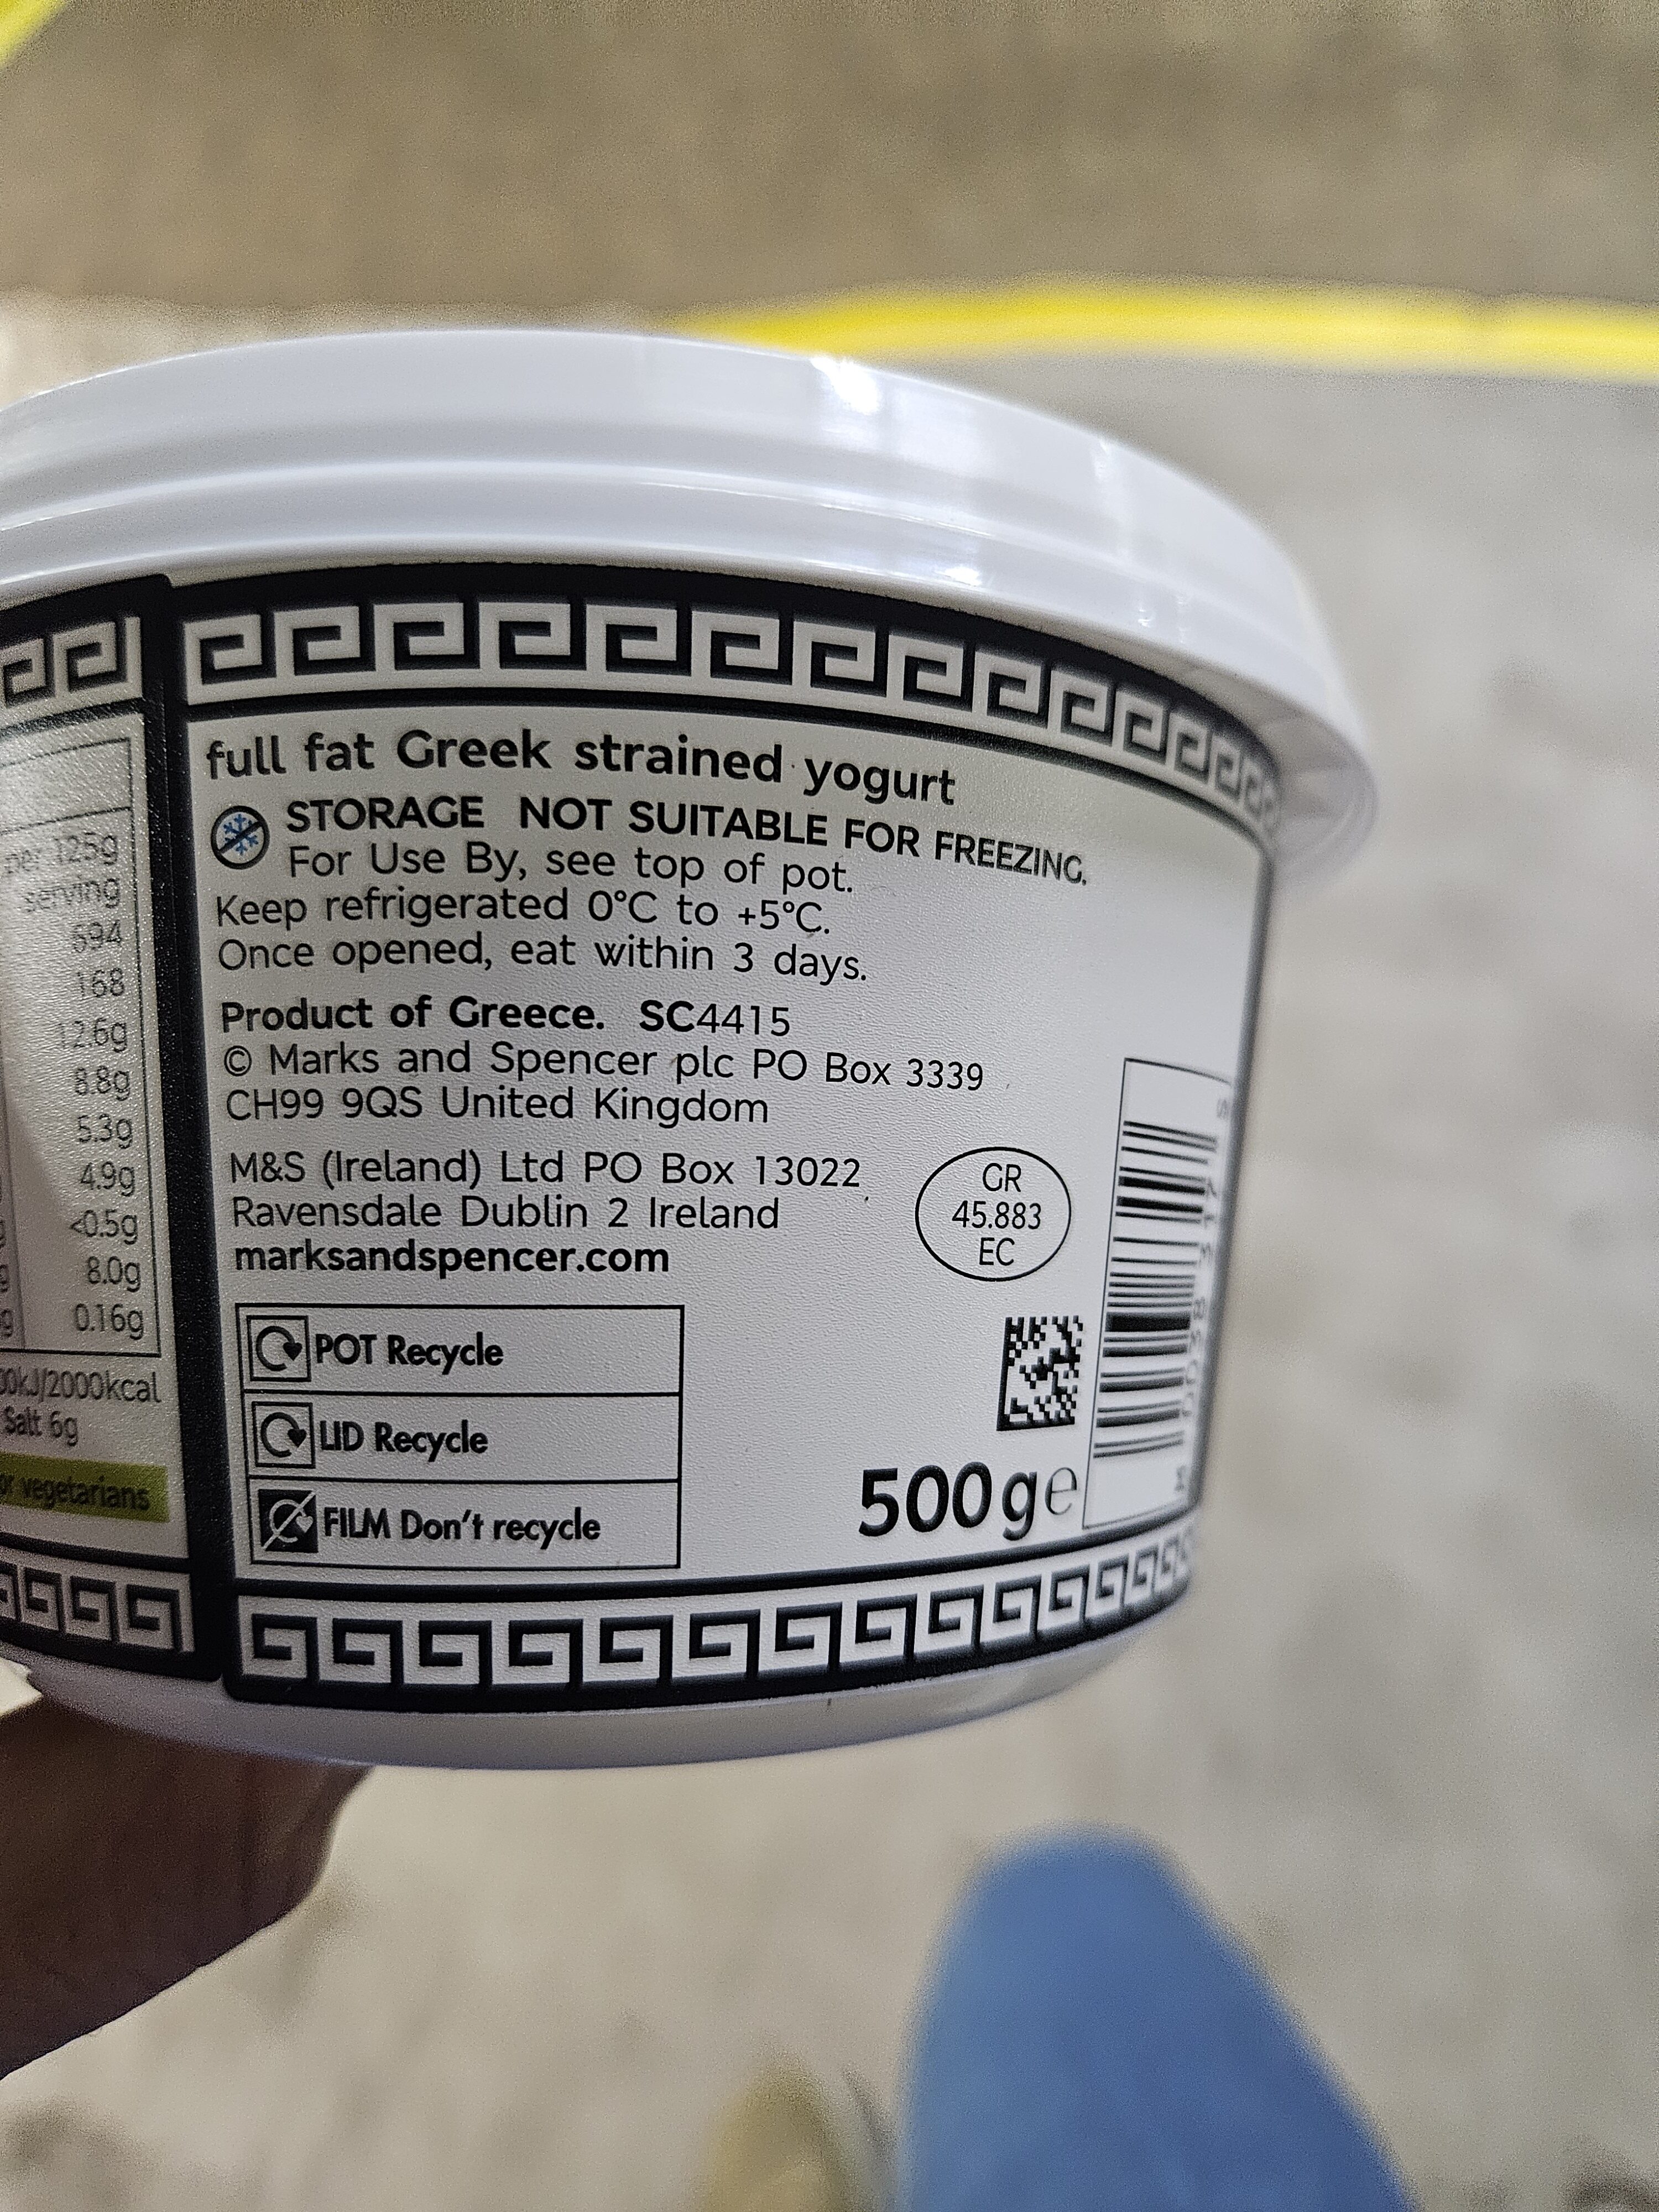 per 125g
serving
694
168
12.6g
8.8g
5.3g
4.9g
<0.5g
8.0g
0.16g
/2000kcal
Salt 6g
vegetarians
full fat Greek strained yogurt
STORAGE NOT SUITABLE FOR FREEZING.
For Use By, see top of pot.
Keep refrigerated 0°C to +5°C.
Once opened, eat within 3 days.
Product of Greece. SC4415
© Marks and Spencer plc PO Box 3339
CH99 9QS United Kingdom
M&S (Ireland) Ltd PO Box 13022
Ravensdale Dublin 2 Ireland
marksandspencer.com
GR
45.883
EC
POT Recycle
LID Recycle
FILM Don't recycle
500g℮